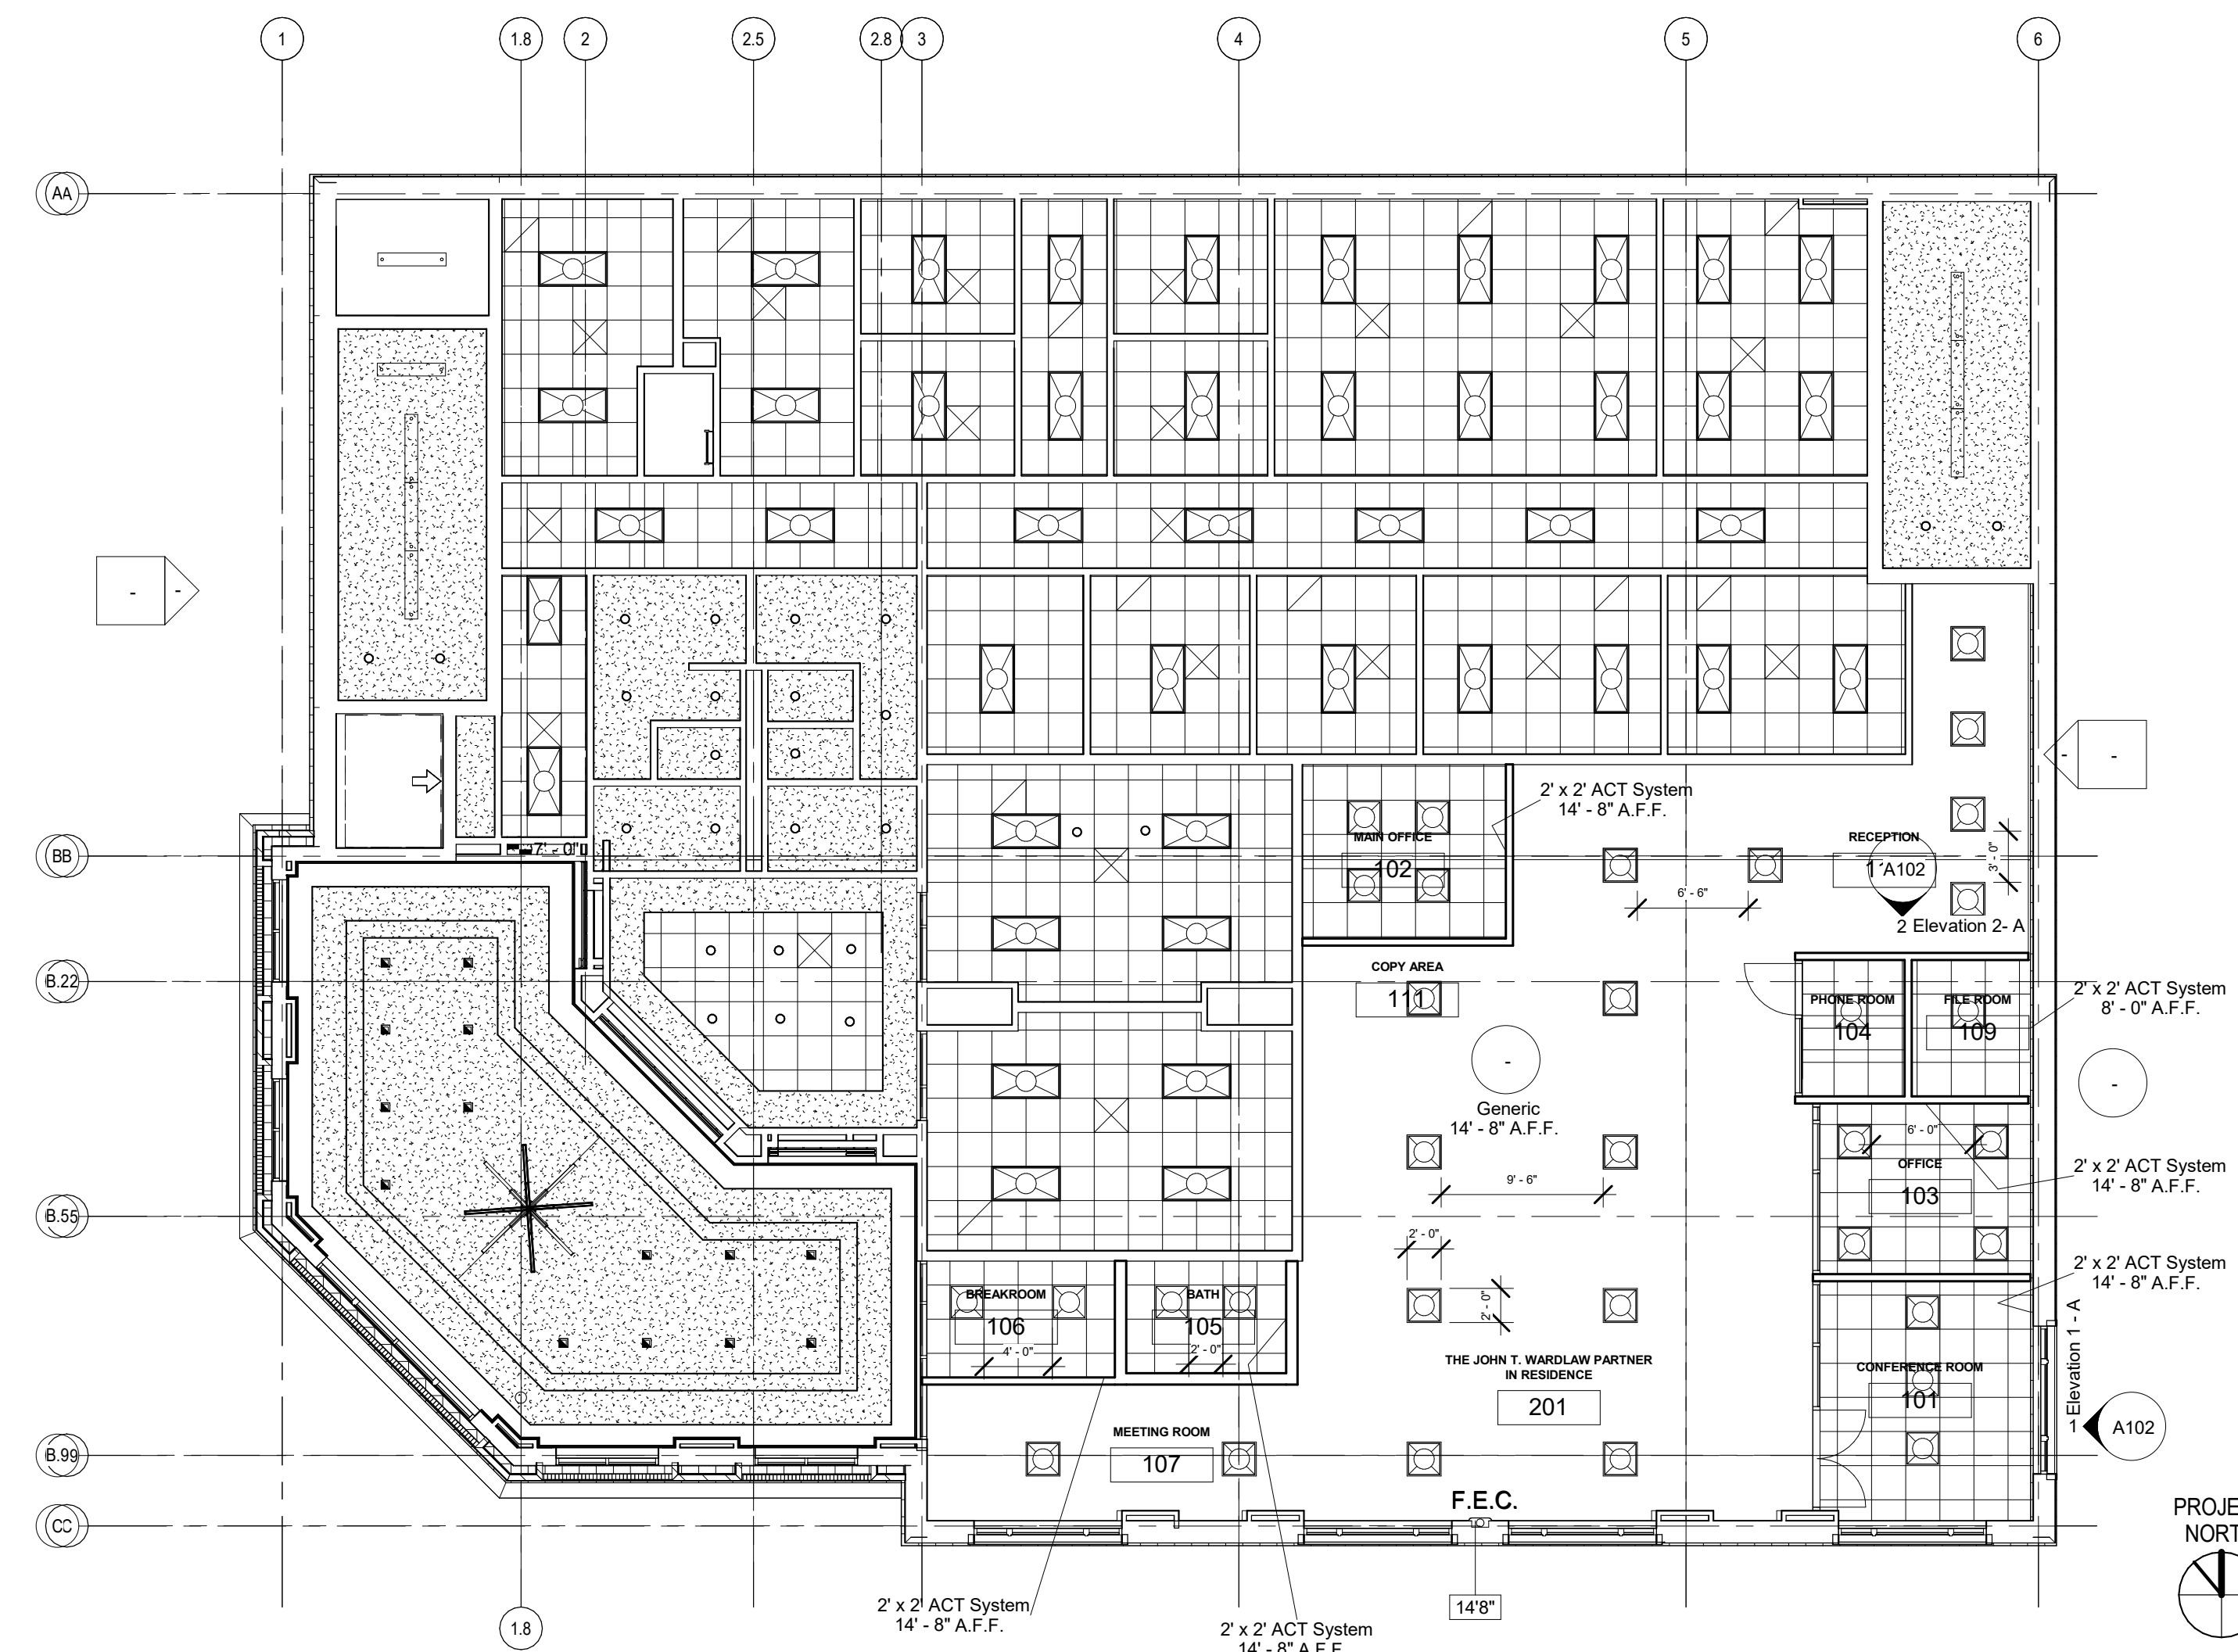 1
1.8
2
2.5
2.8
3
4
5
6
AA
-
-
2' x 2' ACT System
14' - 8" A.F.F.
-
-
MAIN OFFICE
102
RECEPTION
A102
3' - 0"
BB
7' - 0"
6' - 6"
2 Elevation 2- A
COPY AREA
111
B.22
PHONE ROOM
104
FILE ROOM
109
2' x 2' ACT System
8' - 0" A.F.F.
-
-
Generic
14' - 8" A.F.F.
6' - 0"
OFFICE
103
2' x 2' ACT System
14' - 8" A.F.F.
9' - 6"
B.55
2' - 0"
2' x 2' ACT System
14' - 8" A.F.F.
BREAKROOM
106
4' - 0"
BATH
105
2' - 0"
2' - 0"
THE JOHN T. WARDLAW PARTNER
IN RESIDENCE
201
CONFERENCE ROOM
101
1 Elevation 1 - A
A102
MEETING ROOM
107
B.99
F.E.C.
CC
PROJE
NORT
14'8"
2' x 2' ACT System
14' - 8" A.F.F.
2' x 2' ACT System
14' - 8" A.F.F.
1.8